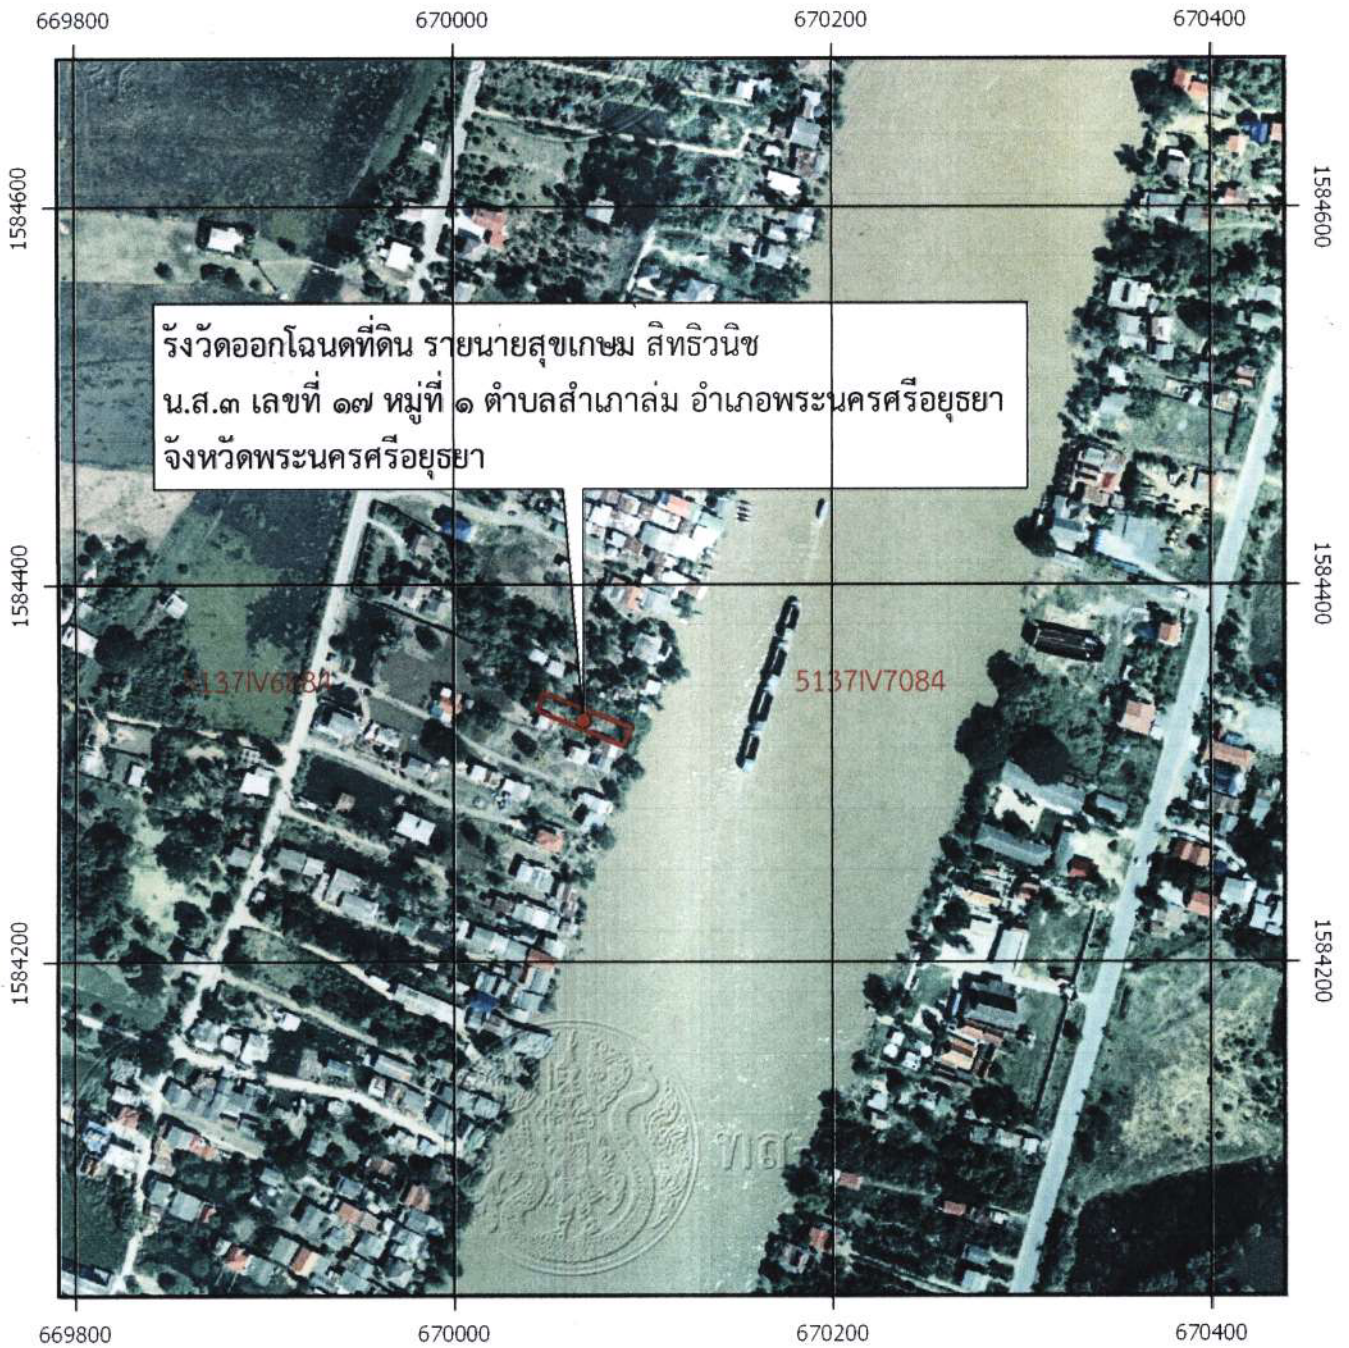 669800 670000 670200 670400
1584600 1584600
รังวัดออกโฉนดที่ดิน รายนายสุขเกษม สิทธิวนิช
น.ส.๓ เลขที่ ๑๗ หมู่ที่ ๑ ตำบลสำเภาล่ม อำเภอพระนครศรีอยุธยา
จังหวัดพระนครศรีอยุธยา
1584400 1584400
5137IV6884 5137IV7084
1584200 1584200
669800 670000 670200 670400